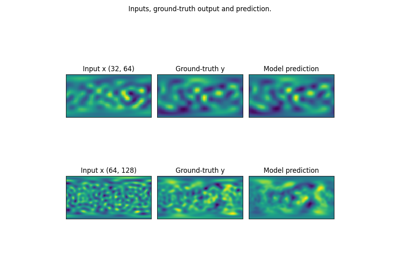 Inputs, ground-truth output and prediction.
Input x (32, 64) Ground-truth y Model prediction
Input x (64, 128) Ground-truth y Model prediction